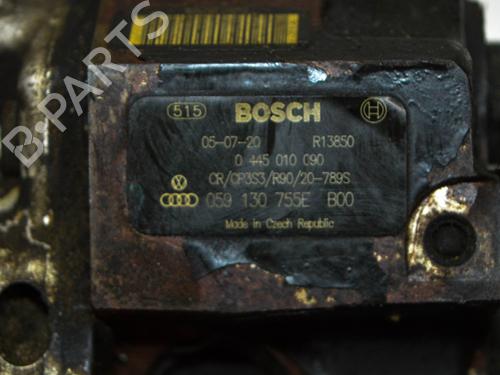 B-PARTS
515 BOSCH
05-07-20 R13850
0 445 010 090
CR/CP3S3/R90/20-789S
059 130 755E B00
Made in Czech Republic